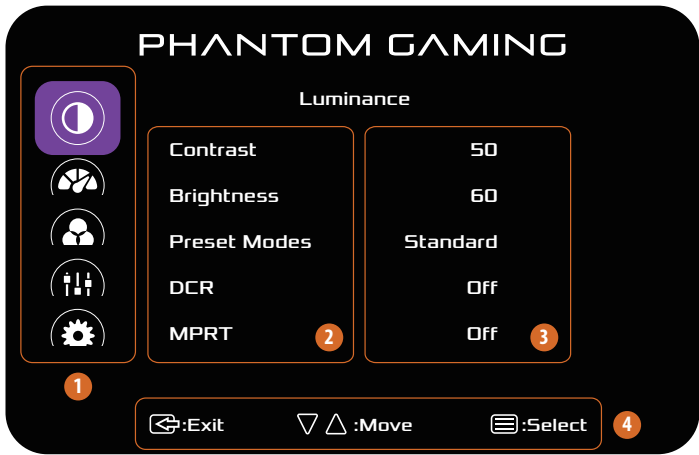 PHANTOM GAMING
Luminance
Contrast 50
Brightness 60
Preset Modes Standard
DCR Off
MPRT Off
2 3
1
:Exit :Move :Select 4